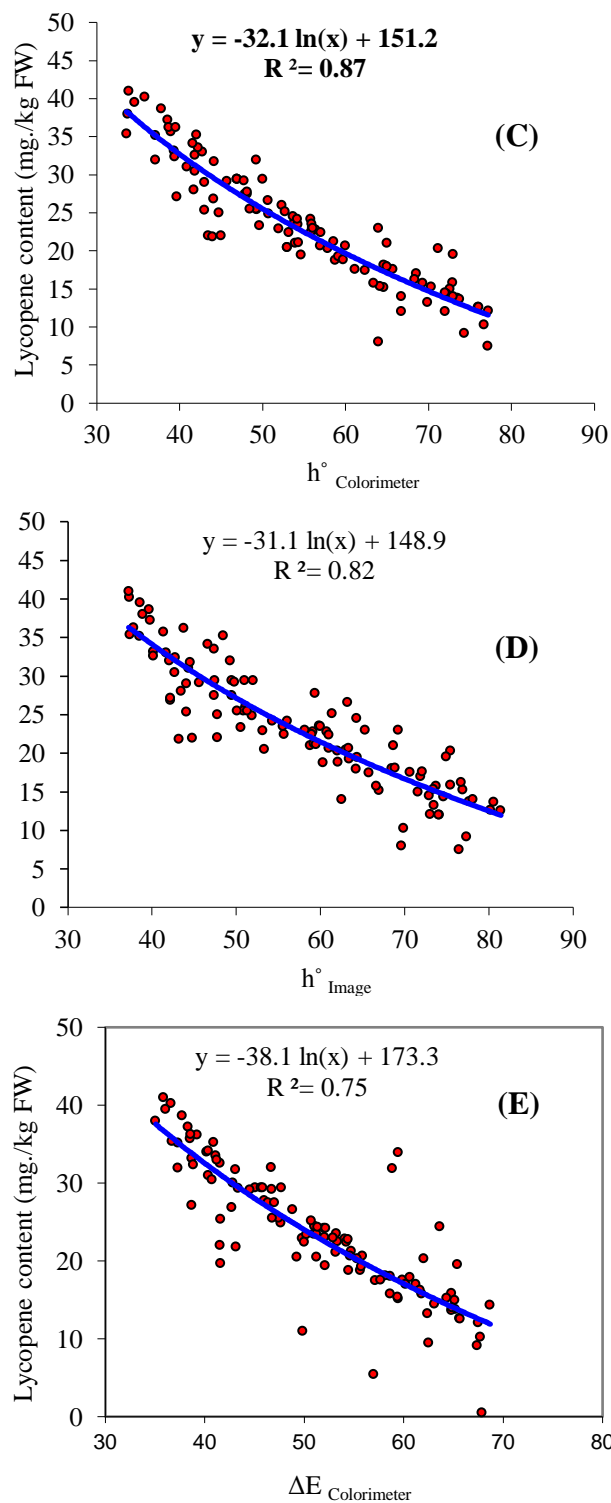 y = -32.1 ln(x) + 151.2
R ²= 0.87
(C)
Lycopene content (mg./kg FW)
50
45
40
35
30
25
20
15
10
5
0
30 40 50 60 70 80 90
h° Colorimeter
y = -31.1 ln(x) + 148.9
R ²= 0.82
(D)
50
45
40
35
30
25
20
15
10
5
0
30 40 50 60 70 80 90
h° Image
y = -38.1 ln(x) + 173.3
R ²= 0.75
(E)
Lycopene content (mg./kg FW)
50
40
30
20
10
0
30 40 50 60 70 80
ΔE Colorimeter